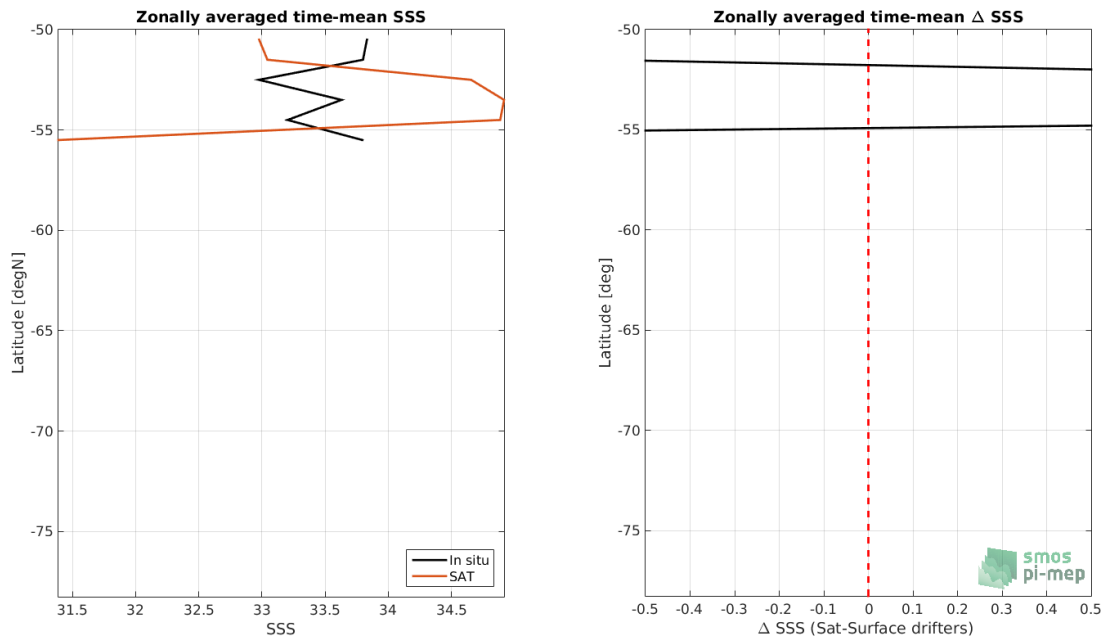 Zonally averaged time-mean SSS
-50
-55
-60
-65
-70
-75
Latitude [degN]
31.5 32 32.5 33 33.5 34 34.5
SSS
In situ
SAT
Zonally averaged time-mean Δ SSS
-50
-55
-60
-65
-70
-75
Latitude [deg]
-0.5 -0.4 -0.3 -0.2 -0.1 0 0.1 0.2 0.3 0.4 0.5
Δ SSS (Sat-Surface drifters)
smos
pi-mep